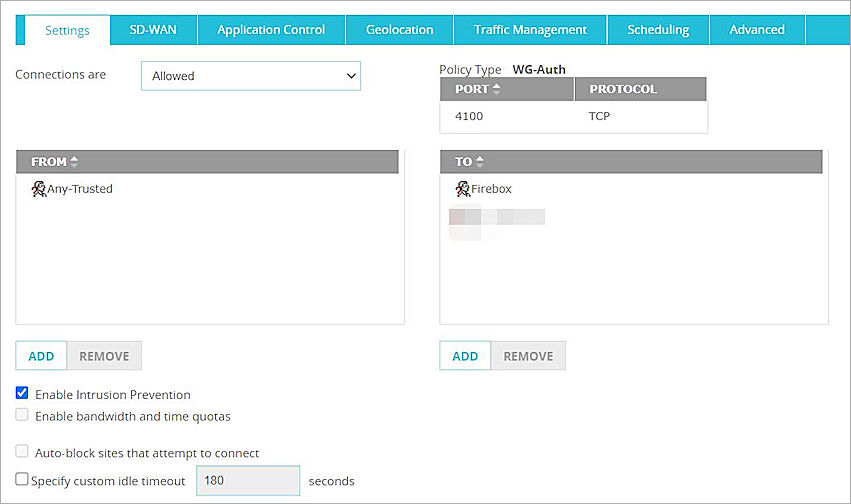 Settings SD-WAN Application Control Geolocation Traffic Management Scheduling Advanced
Connections are Allowed
Policy Type WG-Auth
PORT PROTOCOL
4100 TCP
FROM TO
Any-Trusted Firebox
ADD REMOVE ADD REMOVE
Enable Intrusion Prevention
Enable bandwidth and time quotas
Auto-block sites that attempt to connect
Specify custom idle timeout 180 seconds